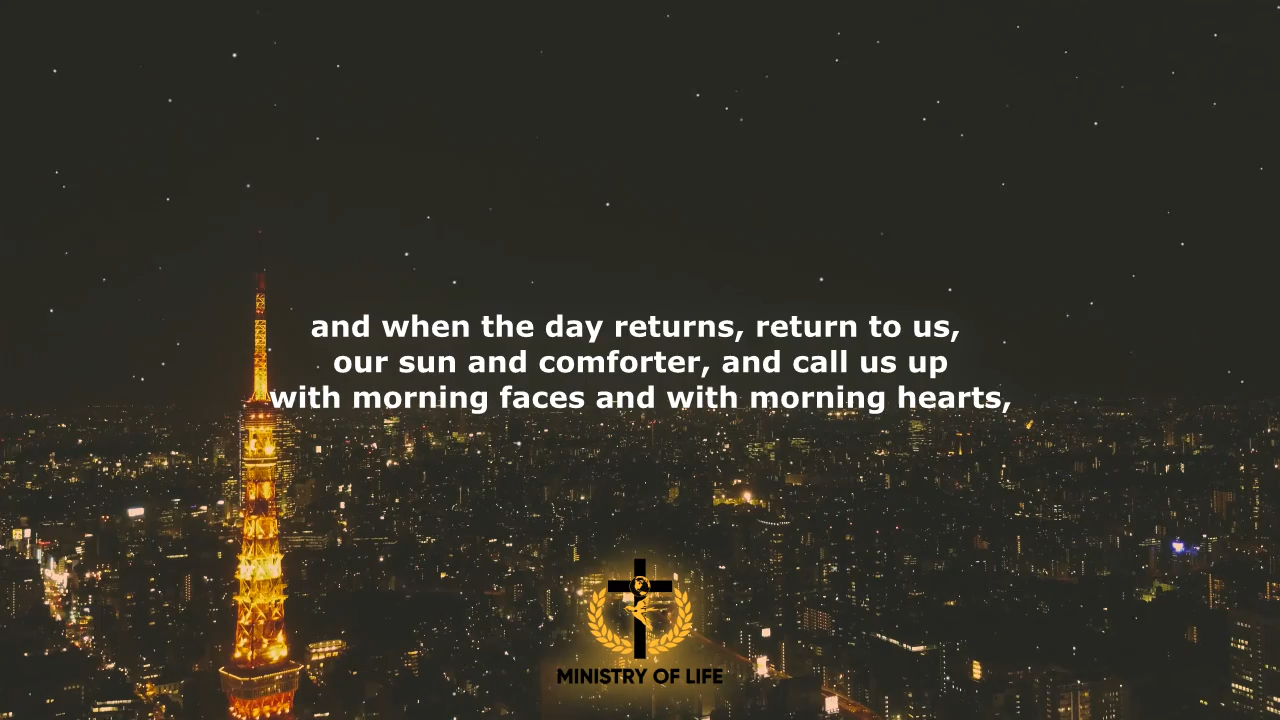 and when the day returns, return to us,
our sun and comforter, and call us up
with morning faces and with morning hearts,
MINISTRY OF LIFE